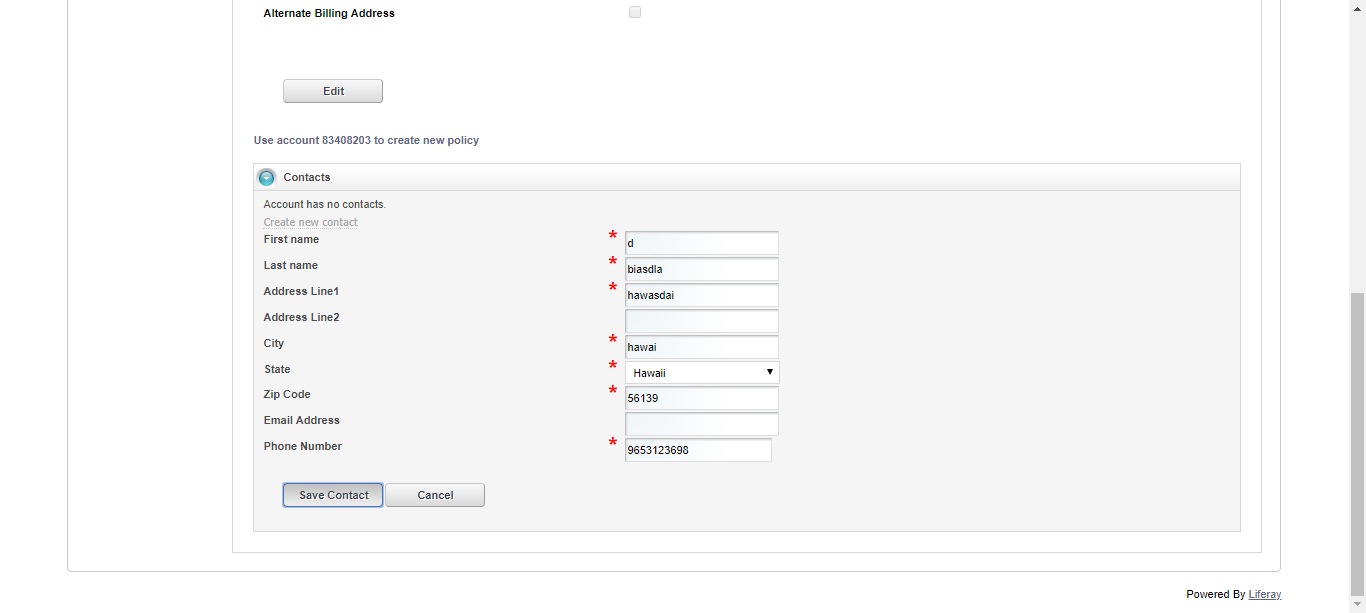 Alternate Billing Address
Edit
Use account 83408203 to create new policy
Contacts
Account has no contacts.
Create new contact
First name * d
Last name * biasdla
Address Line1 * hawasdai
Address Line2
City * hawai
State * Hawaii
Zip Code * 56139
Email Address
Phone Number * 9653123698
Save Contact Cancel
Powered By Liferay